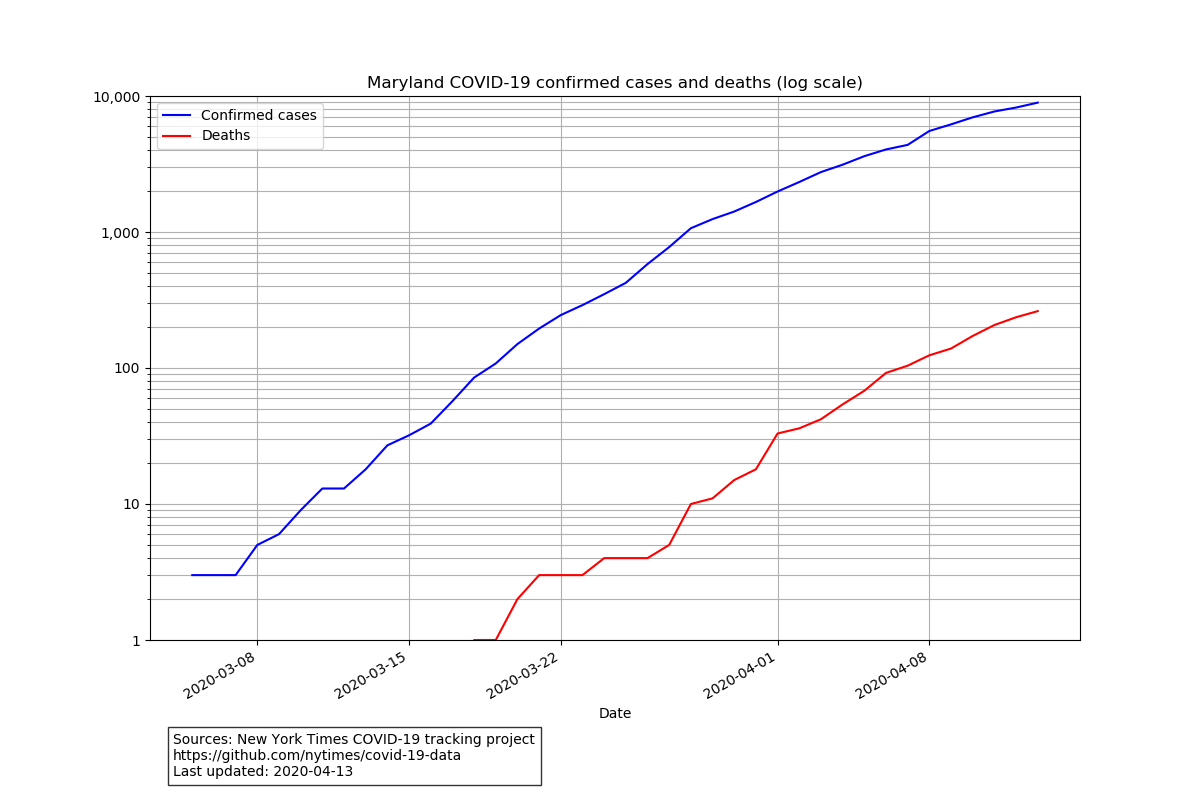 Maryland COVID-19 confirmed cases and deaths (log scale)
10,000
1,000
100
10
1
Confirmed cases
Deaths
2020-03-08
2020-03-15
2020-03-22
2020-04-01
2020-04-08
Date
Sources: New York Times COVID-19 tracking project
https://github.com/nytimes/covid-19-data
Last updated: 2020-04-13